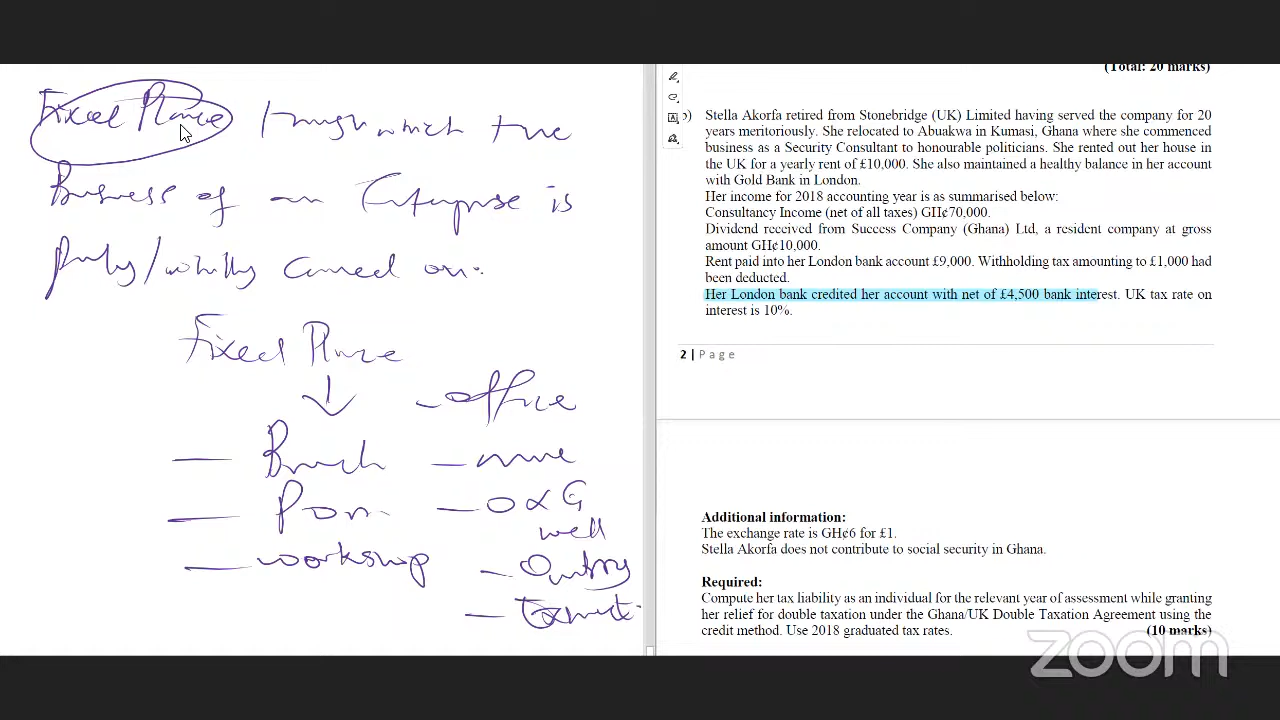 Fixed Place through which the
Business of an Enterprise is
partly/wholly carried on.
Fixed Place
- office
- Branch
- mine
- Pom
- O & G
well
- workshop
- Quarry
(Total: 20 marks)
b) Stella Akorfa retired from Stonebridge (UK) Limited having served the company for 20
years meritoriously. She relocated to Abuakwa in Kumasi, Ghana where she commenced
business as a Security Consultant to honourable politicians. She rented out her house in
the UK for a yearly rent of £10,000. She also maintained a healthy balance in her account
with Gold Bank in London.
Her income for 2018 accounting year is as summarised below:
Consultancy Income (net of all taxes) GH¢70,000.
Dividend received from Success Company (Ghana) Ltd, a resident company at gross
amount GH¢10,000.
Rent paid into her London bank account £9,000. Withholding tax amounting to £1,000 had
been deducted.
Her London bank credited her account with net of £4,500 bank interest. UK tax rate on
interest is 10%.
2 | Page
Additional information:
The exchange rate is GH¢6 for £1.
Stella Akorfa does not contribute to social security in Ghana.
Required:
Compute her tax liability as an individual for the relevant year of assessment while granting
her relief for double taxation under the Ghana/UK Double Taxation Agreement using the
credit method. Use 2018 graduated tax rates. (10 marks)
zoom